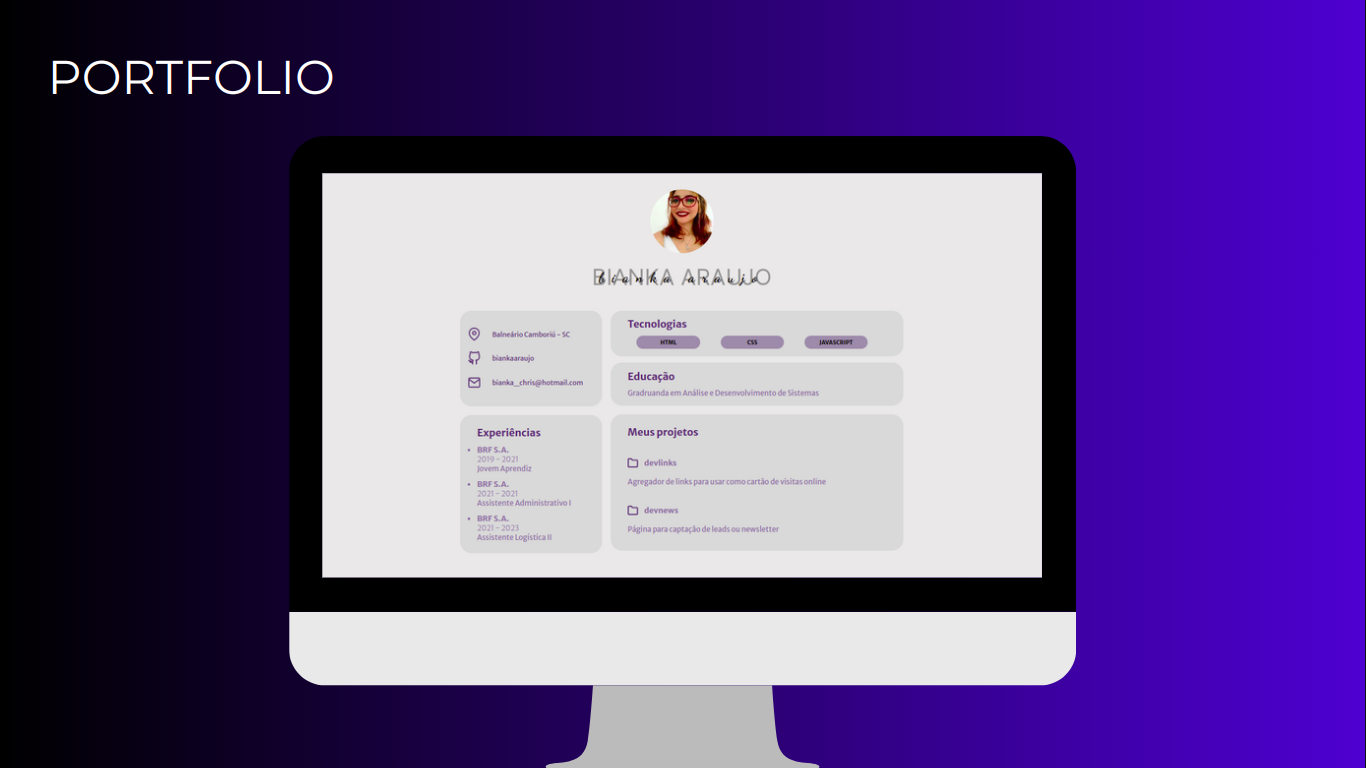 PORTFOLIO
BIANKA ARAUJO
bianka araujo
Balneário Camboriú - SC
biankaaraujo
bianka_chris@hotmail.com
Tecnologias
HTML CSS JAVASCRIPT
Educação
Gradruanda em Análise e Desenvolvimento de Sistemas
Experiências
BRF S.A.
2019 - 2021
Jovem Aprendiz
BRF S.A.
2021 - 2021
Assistente Administrativo I
BRF S.A.
2021 - 2023
Assistente Logística II
Meus projetos
devlinks
Agregador de links para usar como cartão de visitas online
devnews
Página para captação de leads ou newsletter